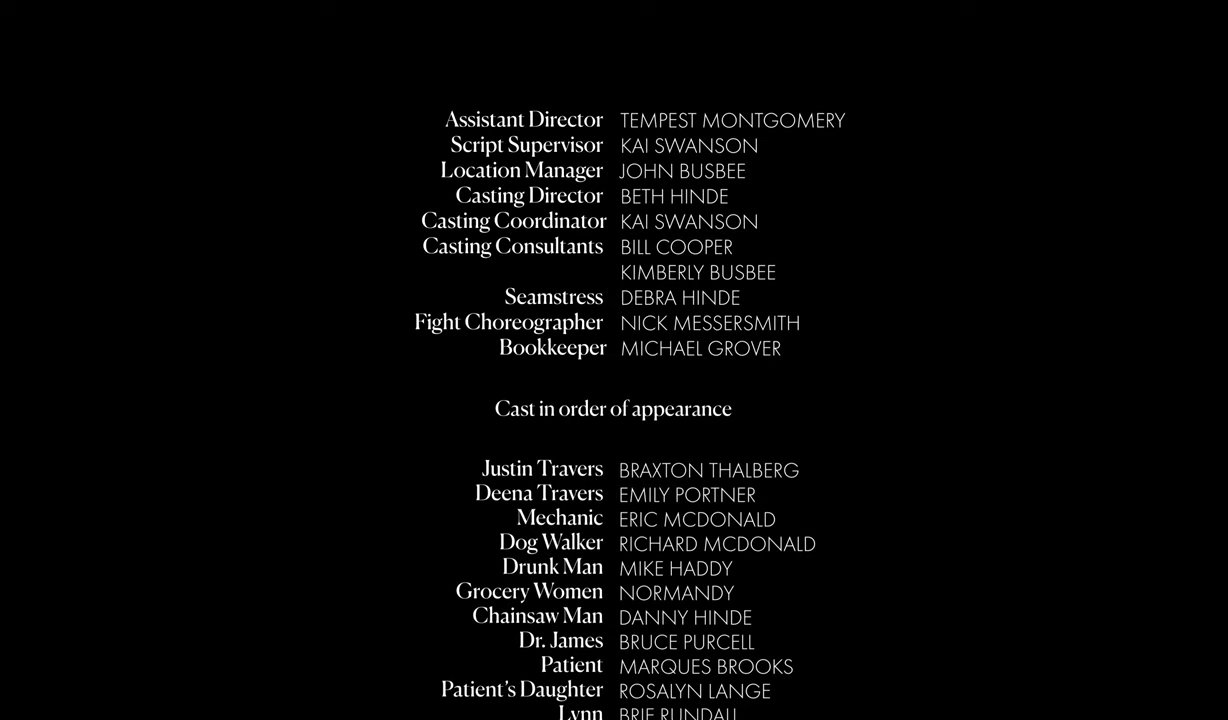 Assistant Director TEMPEST MONTGOMERY
Script Supervisor KAI SWANSON
Location Manager JOHN BUSBEE
Casting Director BETH HINDE
Casting Coordinator KAI SWANSON
Casting Consultants BILL COOPER
KIMBERLY BUSBEE
Seamstress DEBRA HINDE
Fight Choreographer NICK MESSERSMITH
Bookkeeper MICHAEL GROVER
Cast in order of appearance
Justin Travers BRAXTON THALBERG
Deena Travers EMILY PORTNER
Mechanic ERIC MCDONALD
Dog Walker RICHARD MCDONALD
Drunk Man MIKE HADDY
Grocery Women NORMANDY
Chainsaw Man DANNY HINDE
Dr. James BRUCE PURCELL
Patient MARQUES BROOKS
Patient's Daughter ROSALYN LANGE
Lynn BRIE